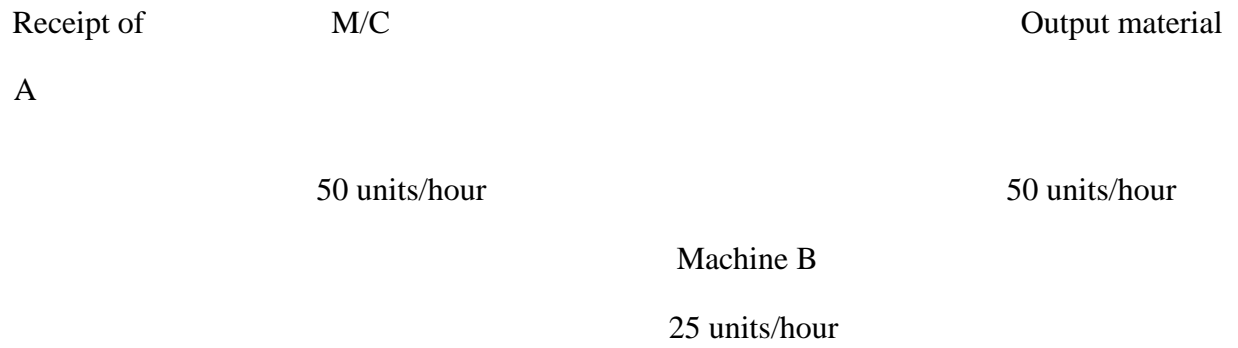 Receipt of M/C Output material
A
50 units/hour 50 units/hour
Machine B
25 units/hour